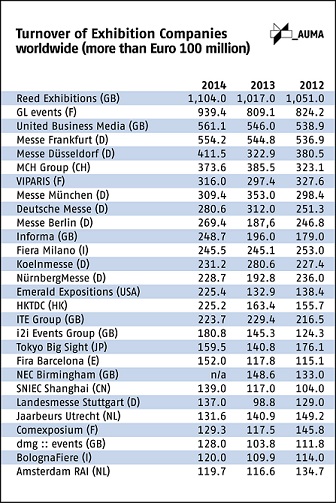 Turnover of Exhibition Companies
worldwide (more than Euro 100 million)
_AUMA
2014 2013 2012
Reed Exhibitions (GB) 1,104.0 1,017.0 1,051.0
GL events (F) 939.4 809.1 824.2
United Business Media (GB) 561.1 546.0 538.9
Messe Frankfurt (D) 554.2 544.8 536.9
Messe Düsseldorf (D) 411.5 322.9 380.5
MCH Group (CH) 373.6 385.5 323.1
VIPARIS (F) 316.0 297.4 327.6
Messe München (D) 309.4 353.0 298.4
Deutsche Messe (D) 280.6 312.0 251.3
Messe Berlin (D) 269.4 187,6 246.8
Informa (GB) 248.7 196.0 179.0
Fiera Milano (I) 245.5 245.1 253.0
Koelnmesse (D) 231.2 280.6 227.4
NürnbergMesse (D) 228.7 192.8 236.0
Emerald Expositions (USA) 225.4 132.9 138.4
HKTDC (HK) 225.2 163.4 155.7
ITE Group (GB) 223.7 229.4 216.5
i2i Events Group (GB) 180.8 145.3 124.3
Tokyo Big Sight (JP) 159.5 140.8 176.1
Fira Barcelona (E) 152.0 117.8 115.1
NEC Birmingham (GB) n/a 148.6 133.0
SNIEC Shanghai (CN) 139.0 117.0 104.0
Landesmesse Stuttgart (D) 137.0 98.8 129.0
Jaarbeurs Utrecht (NL) 131.6 140.9 149.2
Comexposium (F) 129.3 117.5 145.8
dmg :: events (GB) 128.0 103.8 111.8
BolognaFiere (I) 120.0 109.9 114.0
Amsterdam RAI (NL) 119.7 116.6 134.7